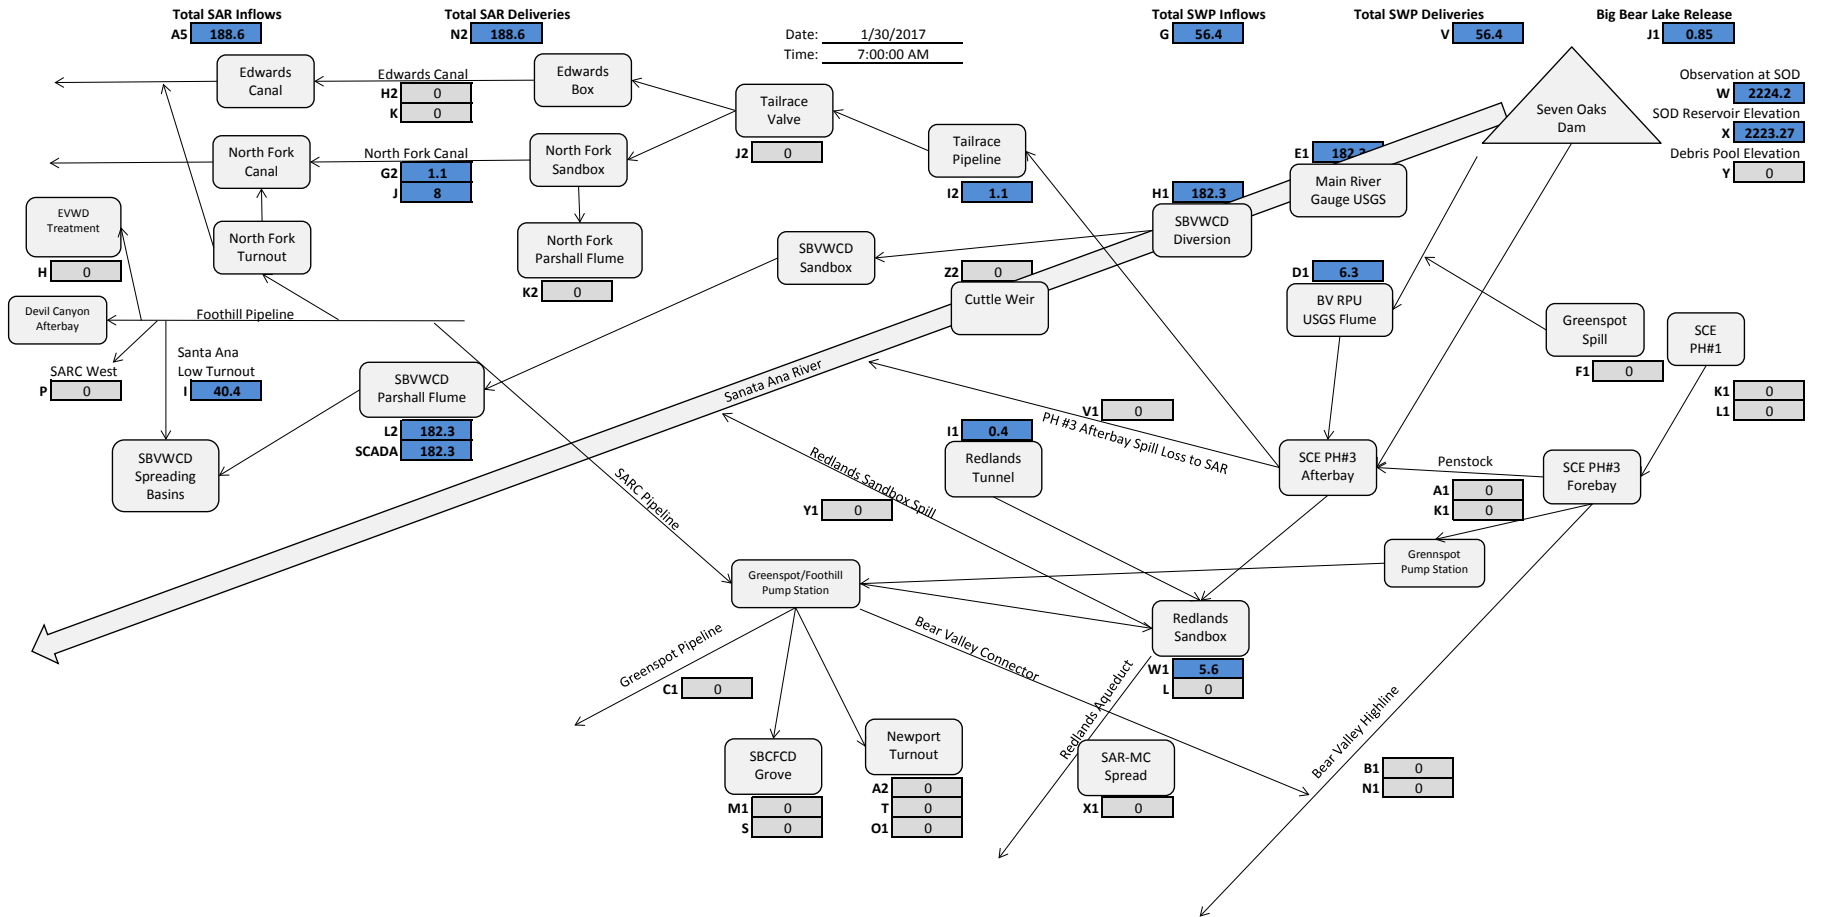 Total SAR Inflows
A5 188.6
Total SAR Deliveries
N2 188.6
Date: 1/30/2017
Time: 7:00:00 AM
Total SWP Inflows
G 56.4
Total SWP Deliveries
V 56.4
Big Bear Lake Release
J1 0.85
Edwards
Canal
Edwards Canal
H2 0
K 0
Edwards
Box
Tailrace
Valve
J2 0
Tailrace
Pipeline
I2 1.1
Seven Oaks
Dam
Observation at SOD
W 2224.2
SOD Reservoir Elevation
X 2223.27
Debris Pool Elevation
Y 0
North Fork
Canal
North Fork Canal
G2 1.1
J 8
North Fork
Sandbox
E1 182.3
Main River
Gauge USGS
H1 182.3
SBVWCD
Diversion
EVWD
Treatment
H 0
North Fork
Turnout
North Fork
Parshall Flume
K2 0
SBVWCD
Sandbox
Z2 0
Cuttle Weir
D1 6.3
BV RPU
USGS Flume
Greenspot
Spill
F1 0
SCE
PH#1
K1 0
L1 0
Devil Canyon
Afterbay
Foothill Pipeline
SARC West
P 0
Santa Ana
Low Turnout
I 40.4
SBVWCD
Parshall Flume
L2 182.3
SCADA 182.3
Sanata Ana River
V1 0
PH #3 Afterbay Spill Loss to SAR
I1 0.4
Redlands
Tunnel
SBVWCD
Spreading
Basins
SARC Pipeline
Redlands Sandbox Spill
Y1 0
SCE PH#3
Afterbay
Penstock
A1 0
K1 0
SCE PH#3
Forebay
Grennspot
Pump Station
Greenspot/Foothill
Pump Station
Redlands
Sandbox
W1 5.6
L 0
Greenspot Pipeline
C1 0
Bear Valley Connector
Redlands Aqueduct
Bear Valley Highline
SBCFCD
Grove
M1 0
S 0
Newport
Turnout
A2 0
T 0
O1 0
SAR-MC
Spread
X1 0
B1 0
N1 0